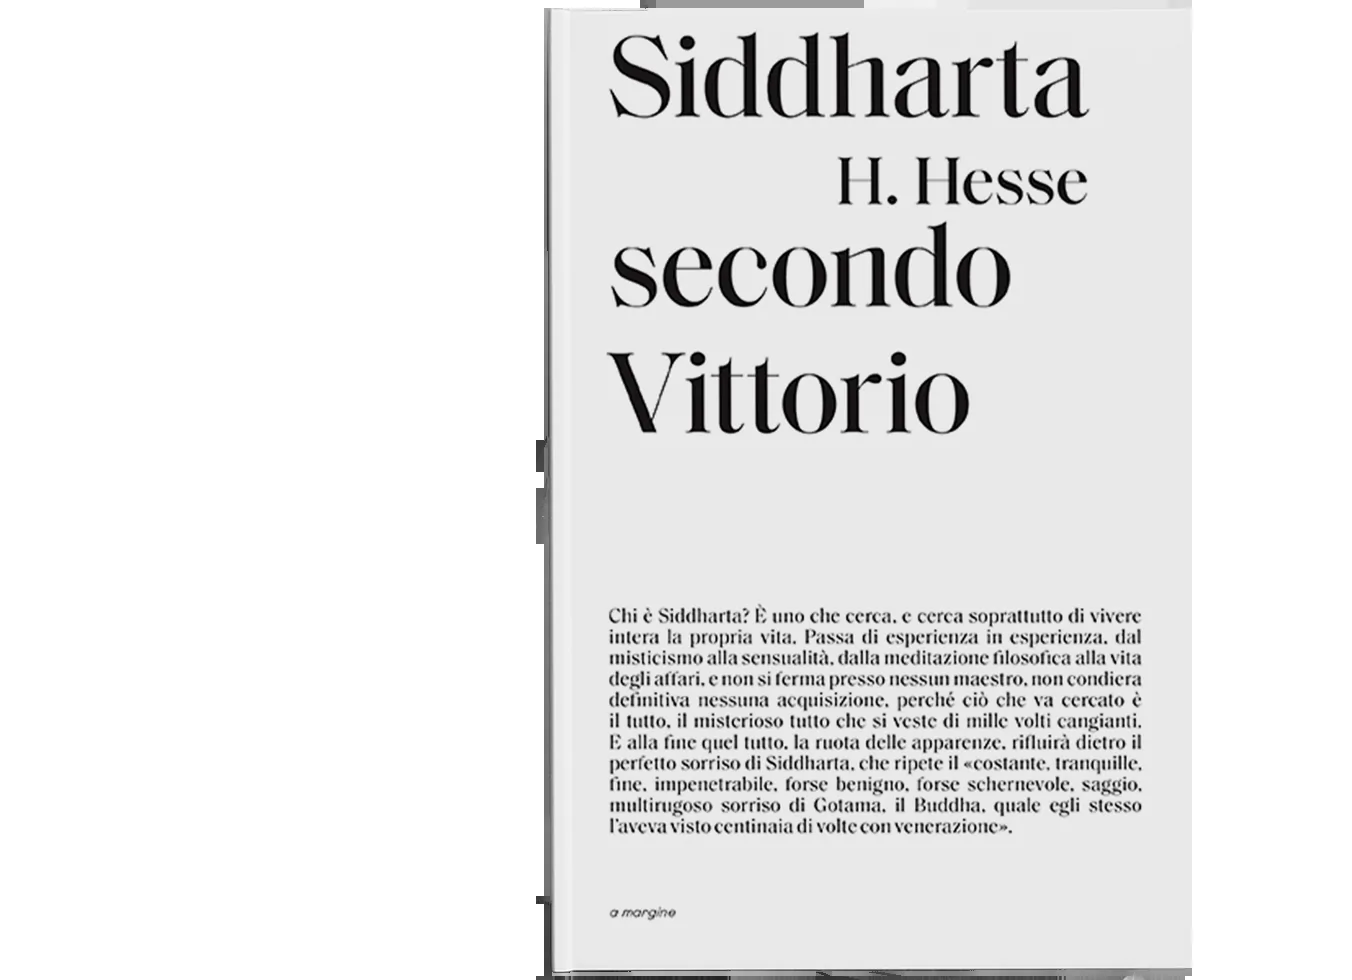 Siddharta
H. Hesse
secondo
Vittorio
Chi è Siddharta? È uno che cerca, e cerca soprattutto di vivere
intera la propria vita. Passa di esperienza in esperienza, dal
misticismo alla sensualità, dalla meditazione filosofica alla vita
degli affari, e non si ferma presso nessun maestro, non condiera
definitiva nessuna acquisizione, perché ciò che va cercato è
il tutto, il misterioso tutto che si veste di mille volti cangianti.
E alla fine quel tutto, la ruota delle apparenze, rifluirà dietro il
perfetto sorriso di Siddharta, che ripete il «costante, tranquille,
fine, impenetrabile, forse benigno, forse schernevole, saggio,
multirugoso sorriso di Gotama, il Buddha, quale egli stesso
l'aveva visto centinaia di volte con venerazione».
a margine